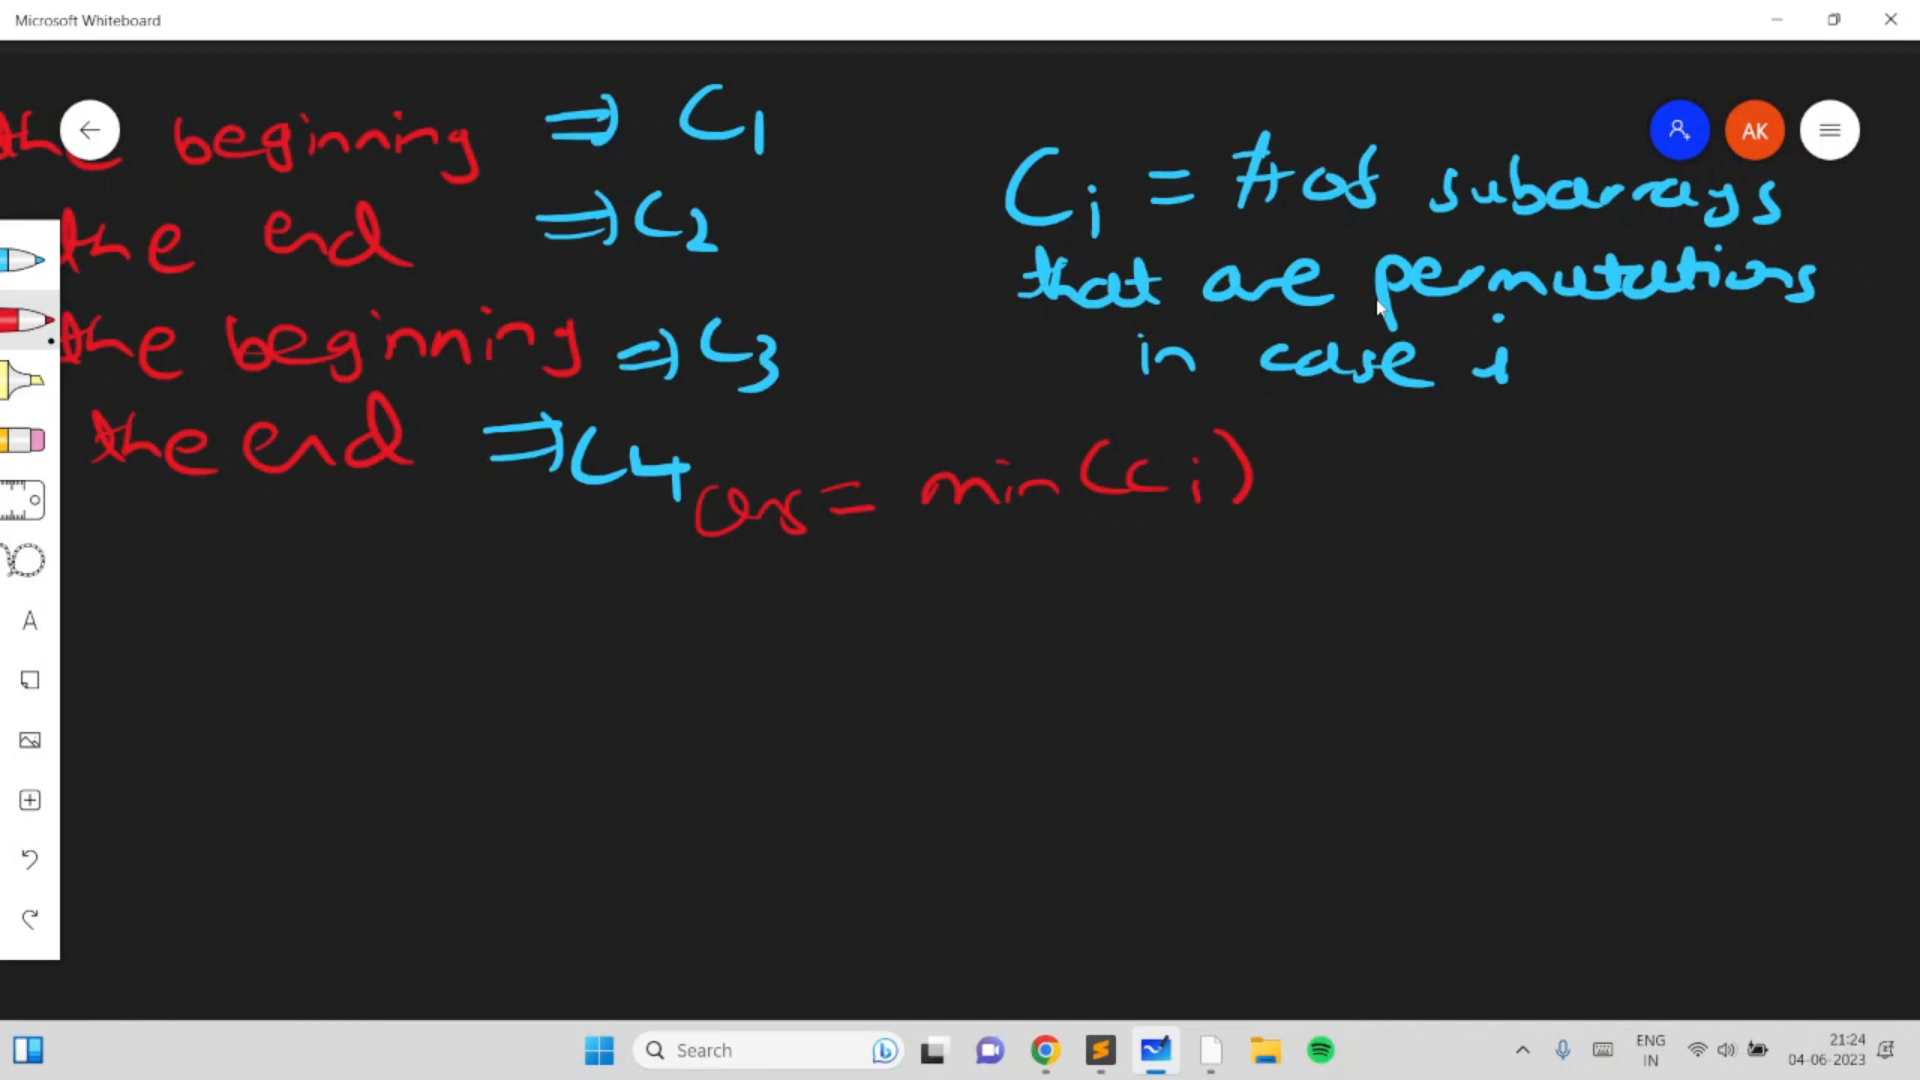 Microsoft Whiteboard
the beginning ⇒ C1
the end ⇒ C2
the beginning ⇒ C3
the end ⇒ C4
Ci = # of subarrays
that are permutations
in case i
ans = min(Ci)
AK
A
Search
ENG
IN
21:24
04-06-2023